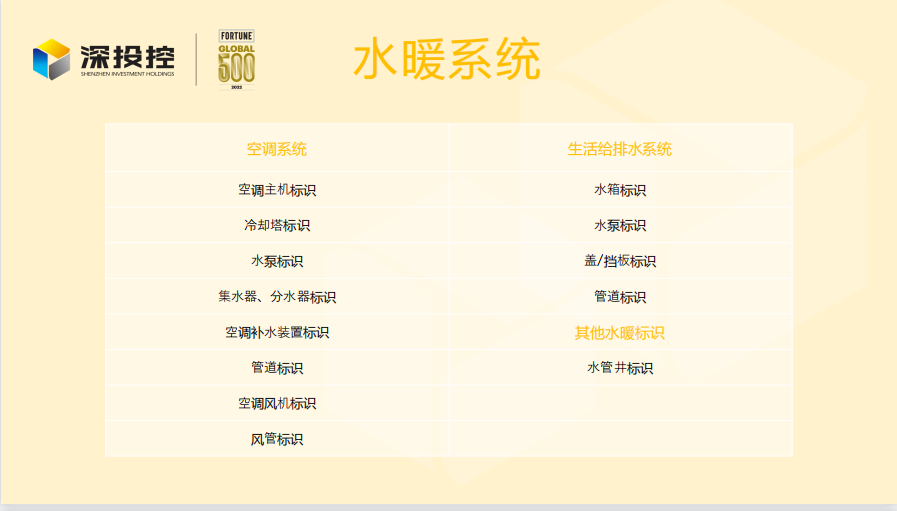 深投控
SHENZHEN INVESTMENT HOLDINGS
FORTUNE
GLOBAL
500
2022
水暖系统
空调系统 生活给排水系统
空调主机标识 水箱标识
冷却塔标识 水泵标识
水泵标识 盖/挡板标识
集水器、分水器标识 管道标识
空调补水装置标识 其他水暖标识
管道标识 水管井标识
空调风机标识
风管标识